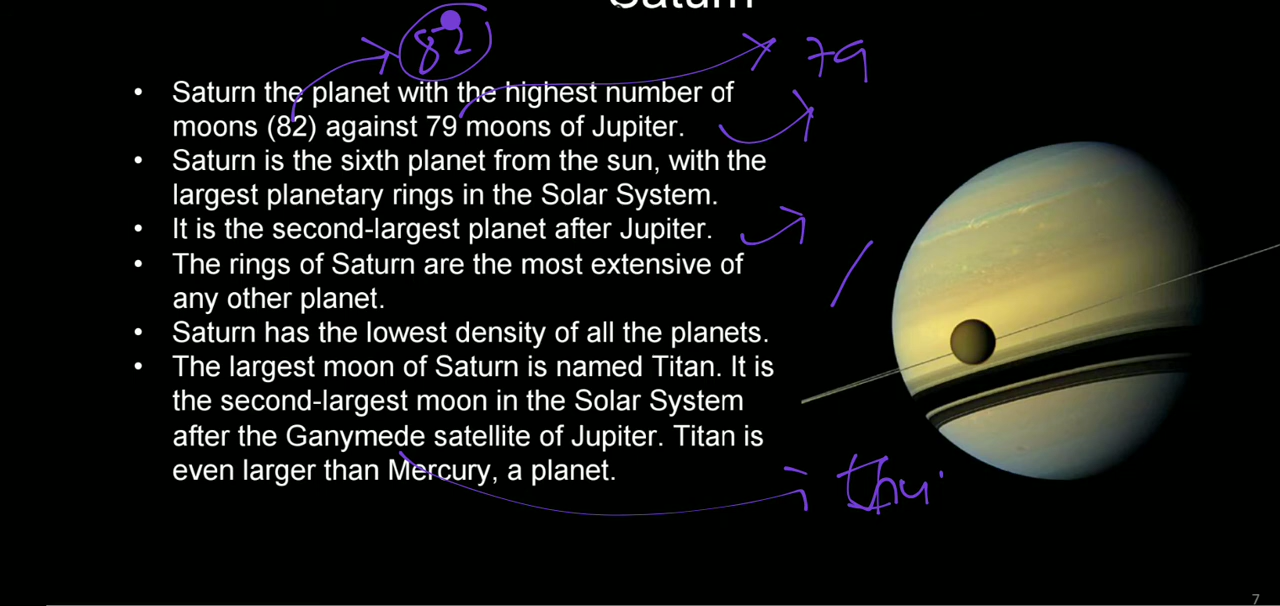 Saturn
82
79
• Saturn the planet with the highest number of
moons (82) against 79 moons of Jupiter.
• Saturn is the sixth planet from the sun, with the
largest planetary rings in the Solar System.
• It is the second-largest planet after Jupiter.
• The rings of Saturn are the most extensive of
any other planet.
• Saturn has the lowest density of all the planets.
• The largest moon of Saturn is named Titan. It is
the second-largest moon in the Solar System
after the Ganymede satellite of Jupiter. Titan is
even larger than Mercury, a planet.
7